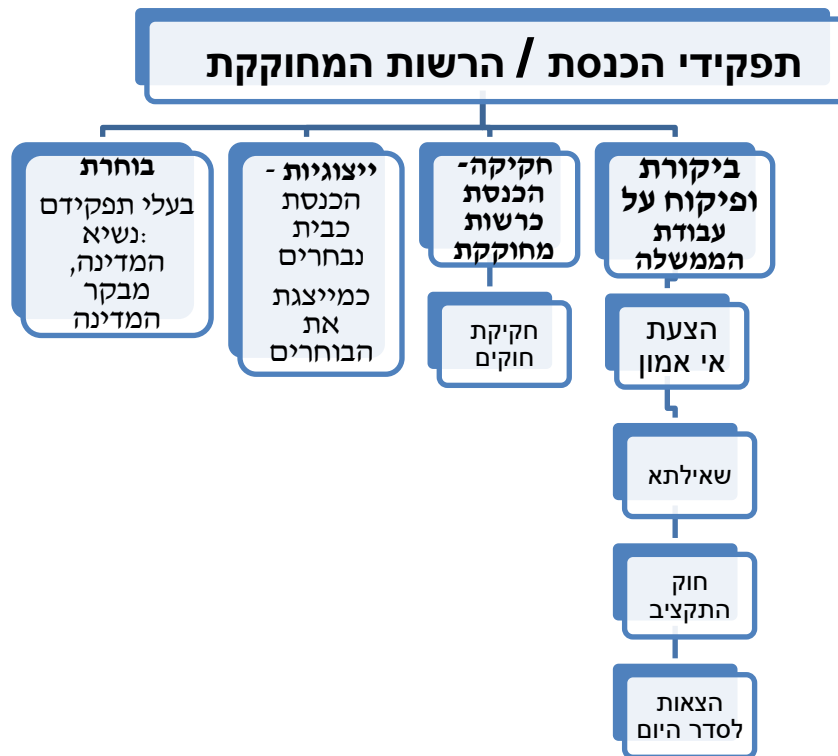 תפקידי הכנסת / הרשות המחוקקת
ביקורת
ופיקוח על
עבודת
הממשלה
הצעת
אי אמון
שאילתא
חוק
התקציב
הצאות
לסדר היום
חקיקה-
הכנסת
כרשות
מחוקקת
חקיקת
חוקים
ייצוגיות -
הכנסת
כבית
נבחרים
כמייצגת
את
הבוחרים
בוחרת
בעלי תפקידם
:נשיא
המדינה,
מבקר
המדינה